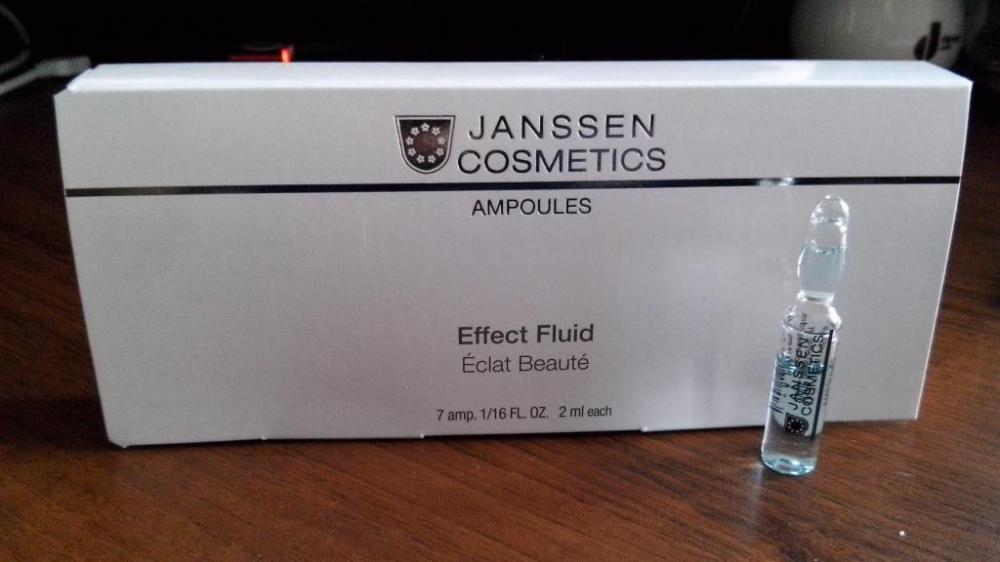 JANSSEN
COSMETICS
AMPOULES
Effect Fluid
Éclat Beauté
7 amp. 1/16 FL. OZ. 2 ml each
JANSSEN
COSMETICS